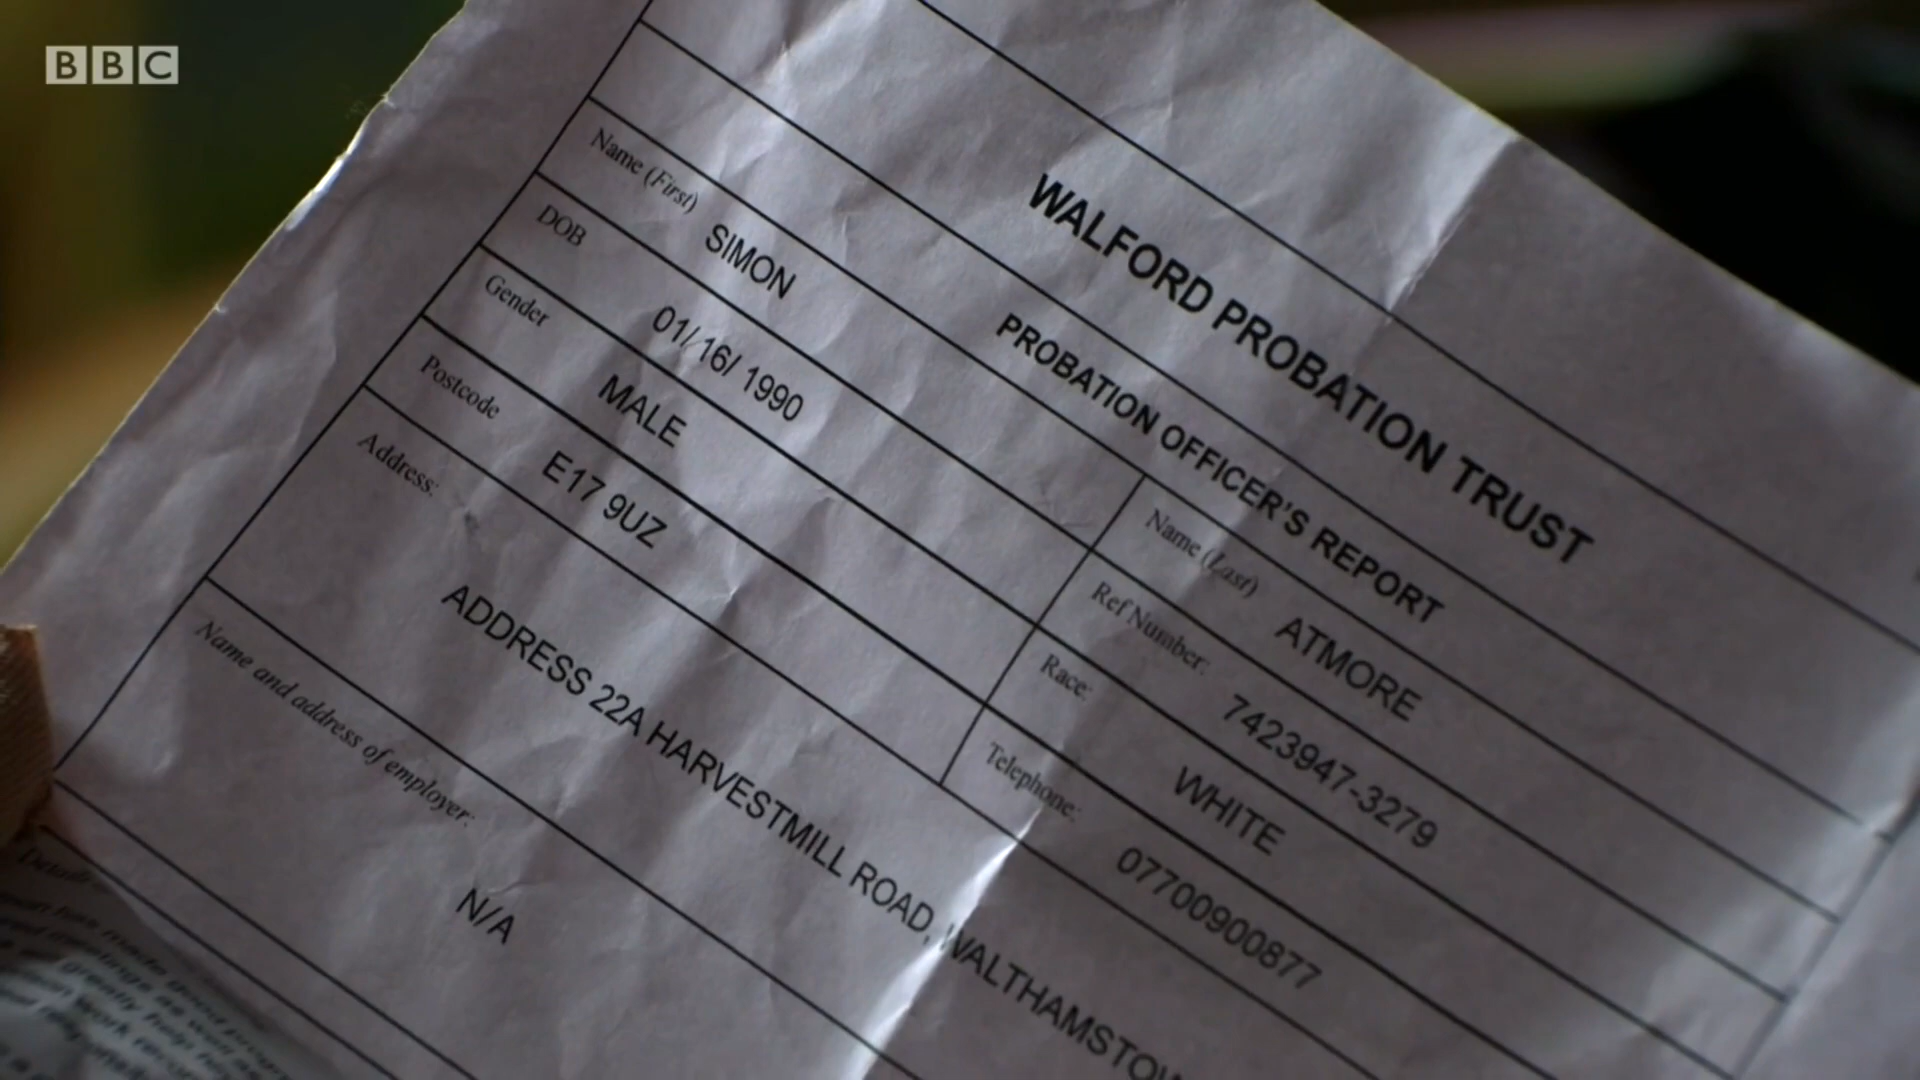 BBC
WALFORD PROBATION TRUST
PROBATION OFFICER'S REPORT
Name (First) SIMON
Name (Last) ATMORE
DOB 01/16/ 1990
Ref Number: 7423947-3279
Gender MALE
Race: WHITE
Postcode E17 9UZ
Telephone: 07700900877
Address:
ADDRESS 22A HARVESTMILL ROAD, WALTHAMSTOW
Name and address of employer:
N/A